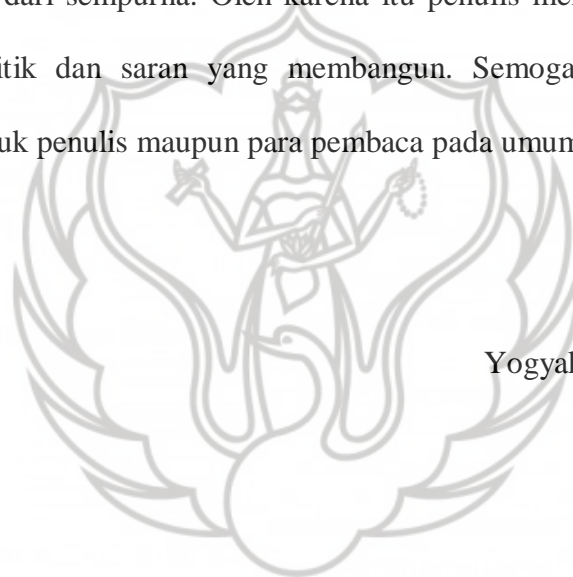 dari sempurna. Oleh karena itu penulis me
itik dan saran yang membangun. Semoga
uk penulis maupun para pembaca pada umum
Yogyak